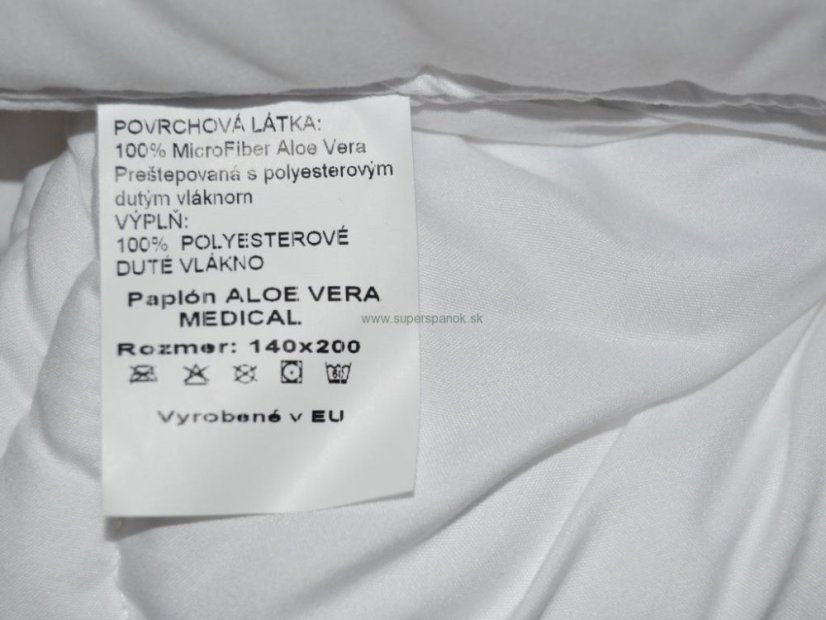 POVRCHOVÁ LÁTKA:
100% MicroFiber Aloe Vera
Preštepovaná s polyesterovým
dutým vláknorn
VÝPLŇ:
100% POLYESTEROVÉ
DUTÉ VLÁKNO
Paplón ALOE VERA
MEDICAL
www.superspanok.sk
Rozmer: 140x200
60
Vyrobené v EU